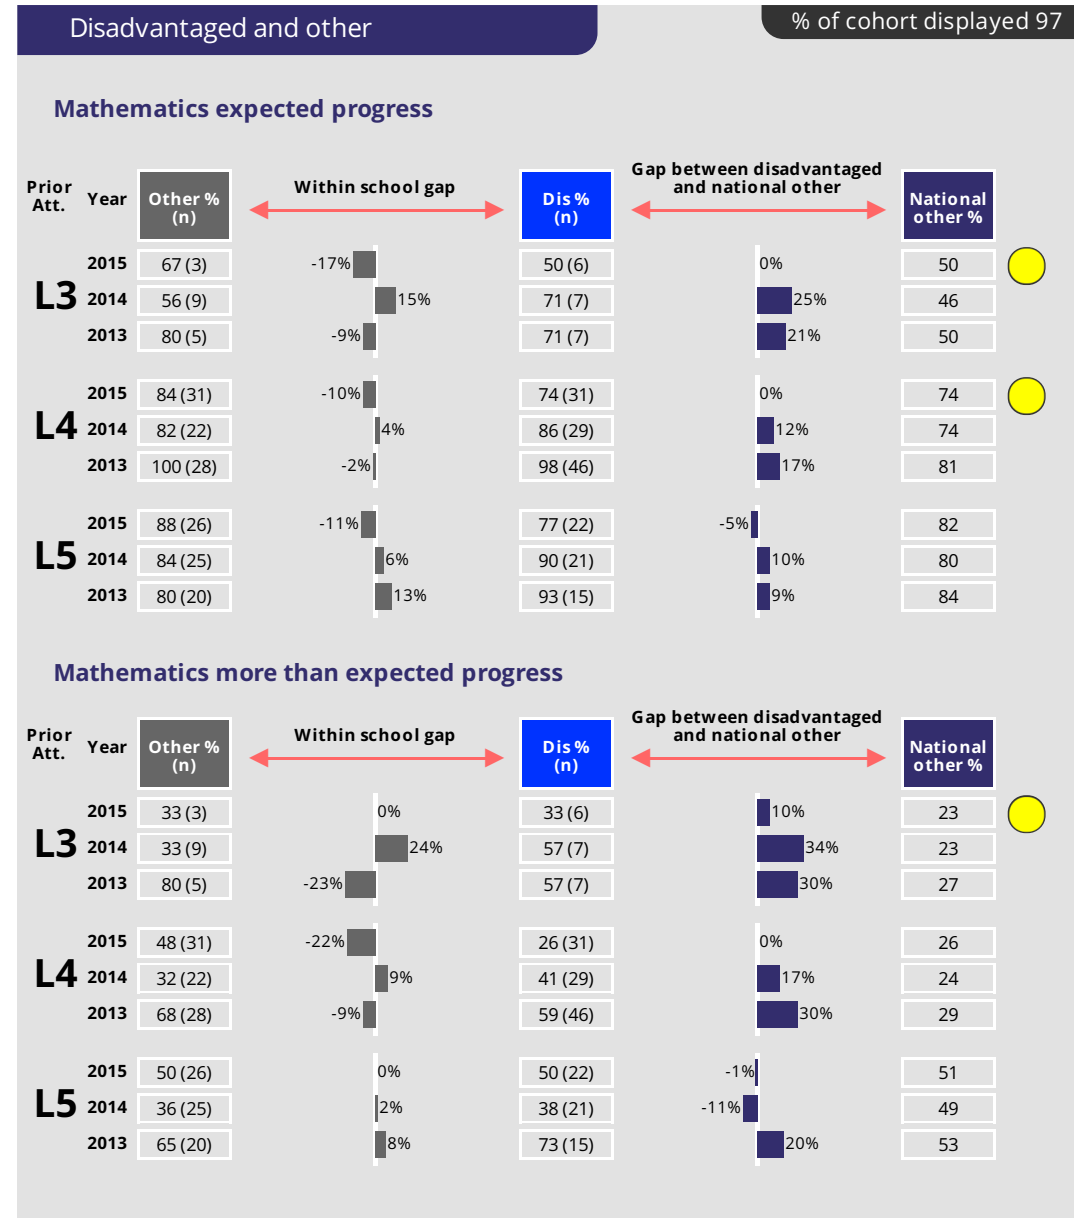 Disadvantaged and other
% of cohort displayed 97
Mathematics expected progress
Prior Att. Year Other % (n) Within school gap Dis % (n) Gap between disadvantaged and national other National other %
L3
2015 67 (3) -17% 50 (6) 0% 50
2014 56 (9) 15% 71 (7) 25% 46
2013 80 (5) -9% 71 (7) 21% 50
L4
2015 84 (31) -10% 74 (31) 0% 74
2014 82 (22) 4% 86 (29) 12% 74
2013 100 (28) -2% 98 (46) 17% 81
L5
2015 88 (26) -11% 77 (22) -5% 82
2014 84 (25) 6% 90 (21) 10% 80
2013 80 (20) 13% 93 (15) 9% 84
Mathematics more than expected progress
Prior Att. Year Other % (n) Within school gap Dis % (n) Gap between disadvantaged and national other National other %
L3
2015 33 (3) 0% 33 (6) 10% 23
2014 33 (9) 24% 57 (7) 34% 23
2013 80 (5) -23% 57 (7) 30% 27
L4
2015 48 (31) -22% 26 (31) 0% 26
2014 32 (22) 9% 41 (29) 17% 24
2013 68 (28) -9% 59 (46) 30% 29
L5
2015 50 (26) 0% 50 (22) -1% 51
2014 36 (25) 2% 38 (21) -11% 49
2013 65 (20) 8% 73 (15) 20% 53